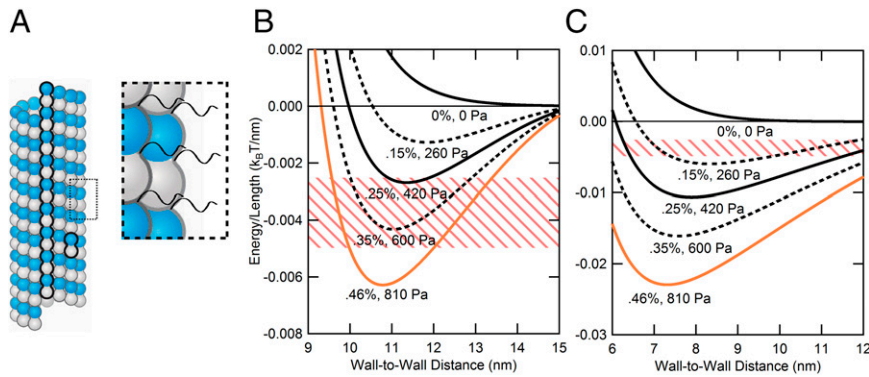 A
B
C
0.002
0.000
-0.002
-0.004
-0.006
-0.008
Energy/Length (kBT/nm)
0%, 0 Pa
.15%, 260 Pa
.25%, 420 Pa
.35%, 600 Pa
.46%, 810 Pa
9 10 11 12 13 14 15
Wall-to-Wall Distance (nm)
0.01
0.00
-0.01
-0.02
-0.03
0%, 0 Pa
.15%, 260 Pa
.25%, 420 Pa
.35%, 600 Pa
.46%, 810 Pa
6 7 8 9 10 11 12
Wall-to-Wall Distance (nm)